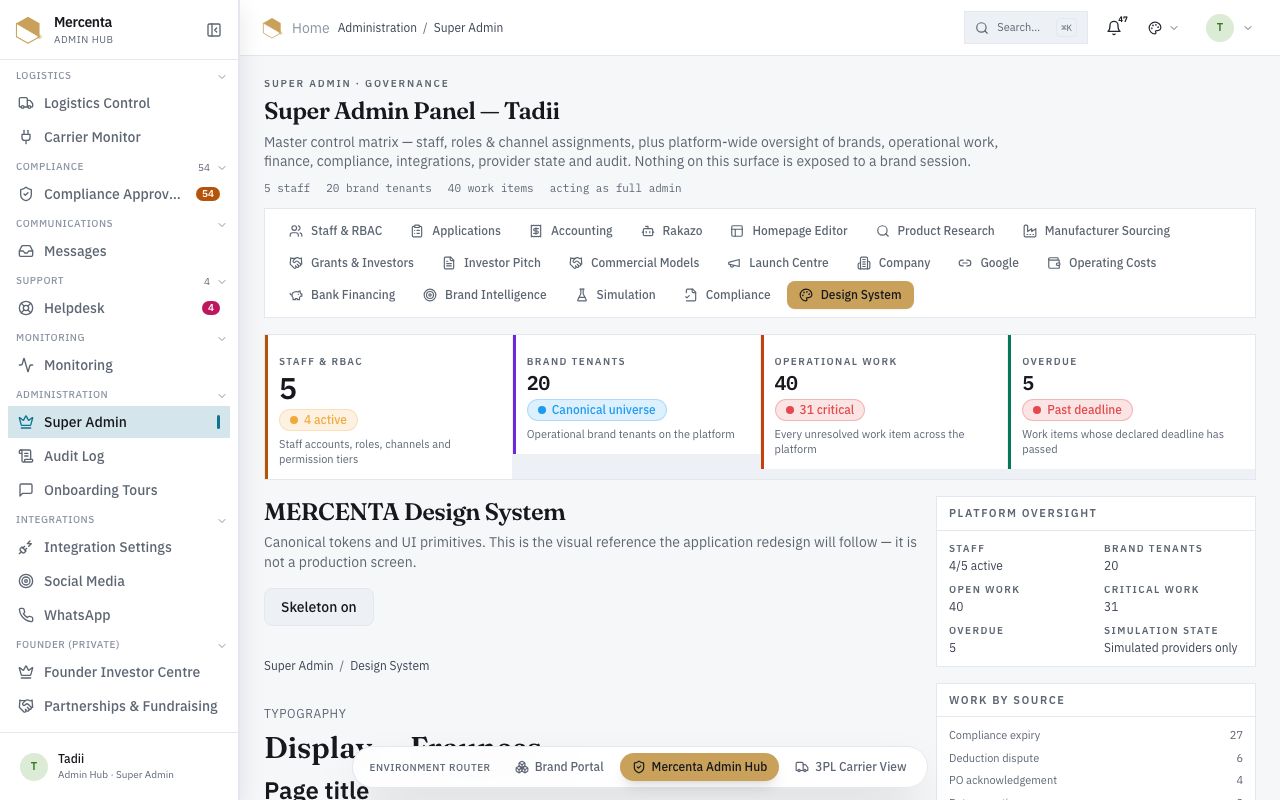 Mercenta
ADMIN HUB
LOGISTICS
Logistics Control
Carrier Monitor
COMPLIANCE 54
Compliance Approv... 54
COMMUNICATIONS
Messages
SUPPORT 4
Helpdesk 4
MONITORING
Monitoring
ADMINISTRATION
Super Admin
Audit Log
Onboarding Tours
INTEGRATIONS
Integration Settings
Social Media
WhatsApp
FOUNDER (PRIVATE)
Founder Investor Centre
Partnerships & Fundraising
T
Tadii
Admin Hub · Super Admin
Home Administration / Super Admin
Search... ⌘K 47 T
SUPER ADMIN · GOVERNANCE
Super Admin Panel — Tadii
Master control matrix — staff, roles & channel assignments, plus platform-wide oversight of brands, operational work,
finance, compliance, integrations, provider state and audit. Nothing on this surface is exposed to a brand session.
5 staff 20 brand tenants 40 work items acting as full admin
Staff & RBAC Applications Accounting Rakazo Homepage Editor Product Research Manufacturer Sourcing
Grants & Investors Investor Pitch Commercial Models Launch Centre Company Google Operating Costs
Bank Financing Brand Intelligence Simulation Compliance Design System
STAFF & RBAC
5
4 active
Staff accounts, roles, channels and
permission tiers
BRAND TENANTS
20
Canonical universe
Operational brand tenants on the platform
OPERATIONAL WORK
40
31 critical
Every unresolved work item across the
platform
OVERDUE
5
Past deadline
Work items whose declared deadline has
passed
MERCENTA Design System
Canonical tokens and UI primitives. This is the visual reference the application redesign will follow — it is
not a production screen.
Skeleton on
Super Admin / Design System
TYPOGRAPHY
Display — Fraunces
Page title
PLATFORM OVERSIGHT
STAFF
4/5 active
BRAND TENANTS
20
OPEN WORK
40
CRITICAL WORK
31
OVERDUE
5
SIMULATION STATE
Simulated providers only
WORK BY SOURCE
Compliance expiry 27
Deduction dispute 6
PO acknowledgement 4
ENVIRONMENT ROUTER Brand Portal Mercenta Admin Hub 3PL Carrier View